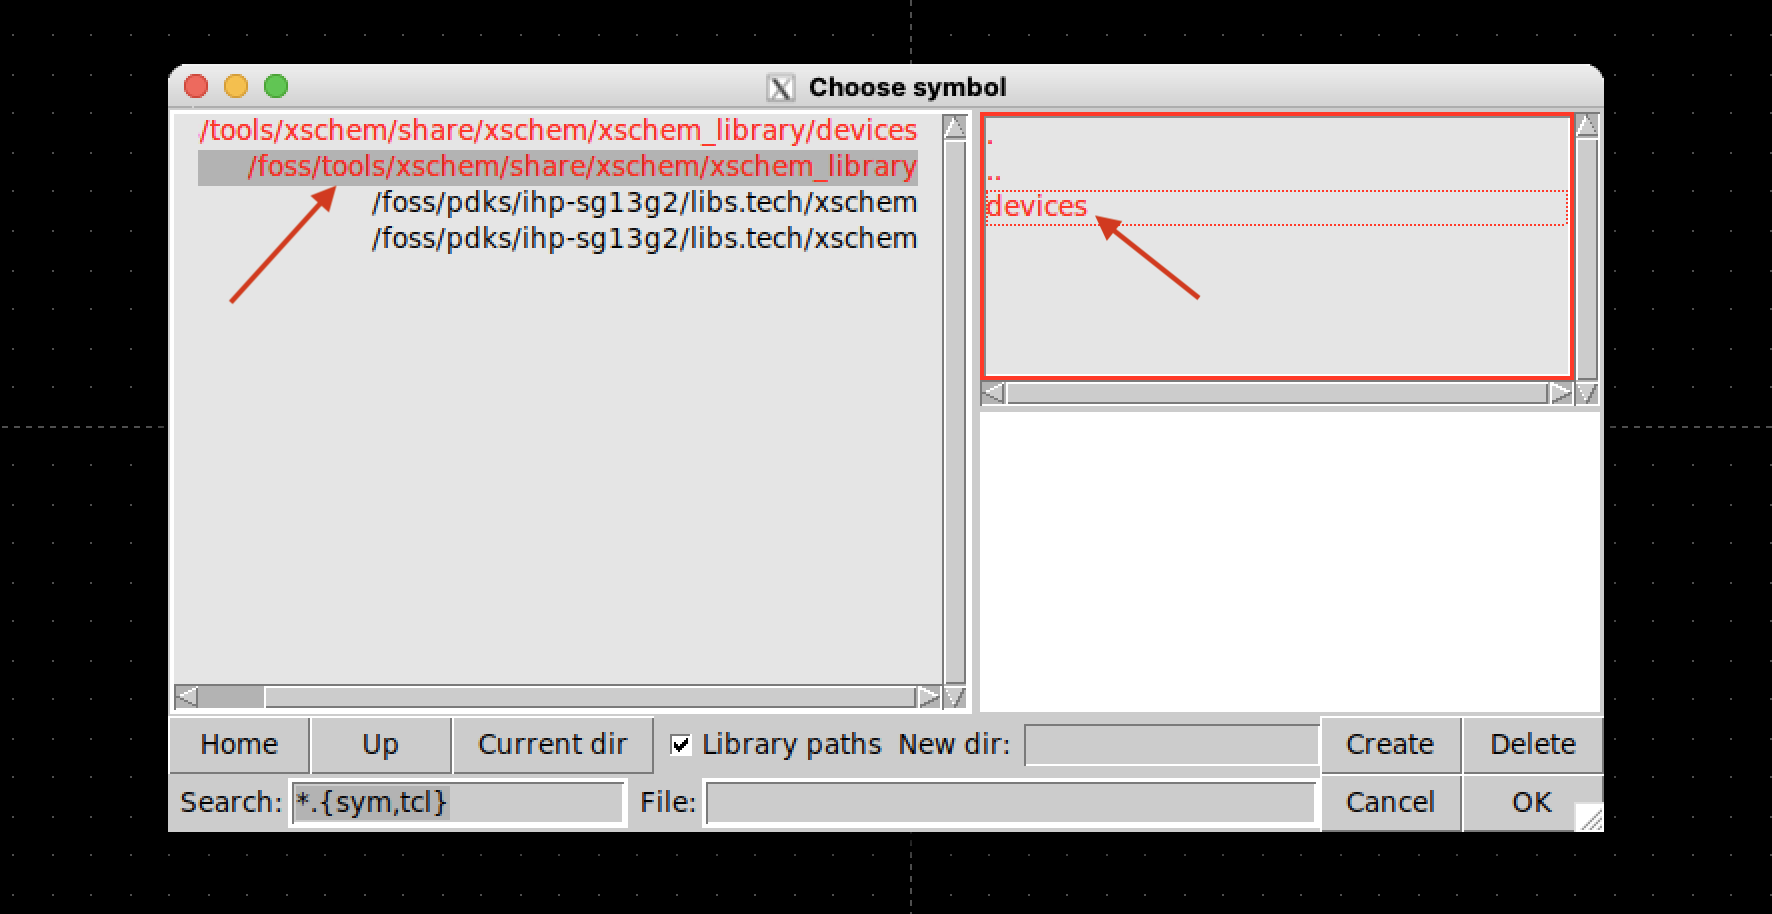 Choose symbol
/tools/xschem/share/xschem/xschem_library/devices
/foss/tools/xschem/share/xschem/xschem_library
/foss/pdks/ihp-sg13g2/libs.tech/xschem
/foss/pdks/ihp-sg13g2/libs.tech/xschem
.
..
devices
Home Up Current dir Library paths New dir: Create Delete
Search: *.{sym,tcl} File: Cancel OK